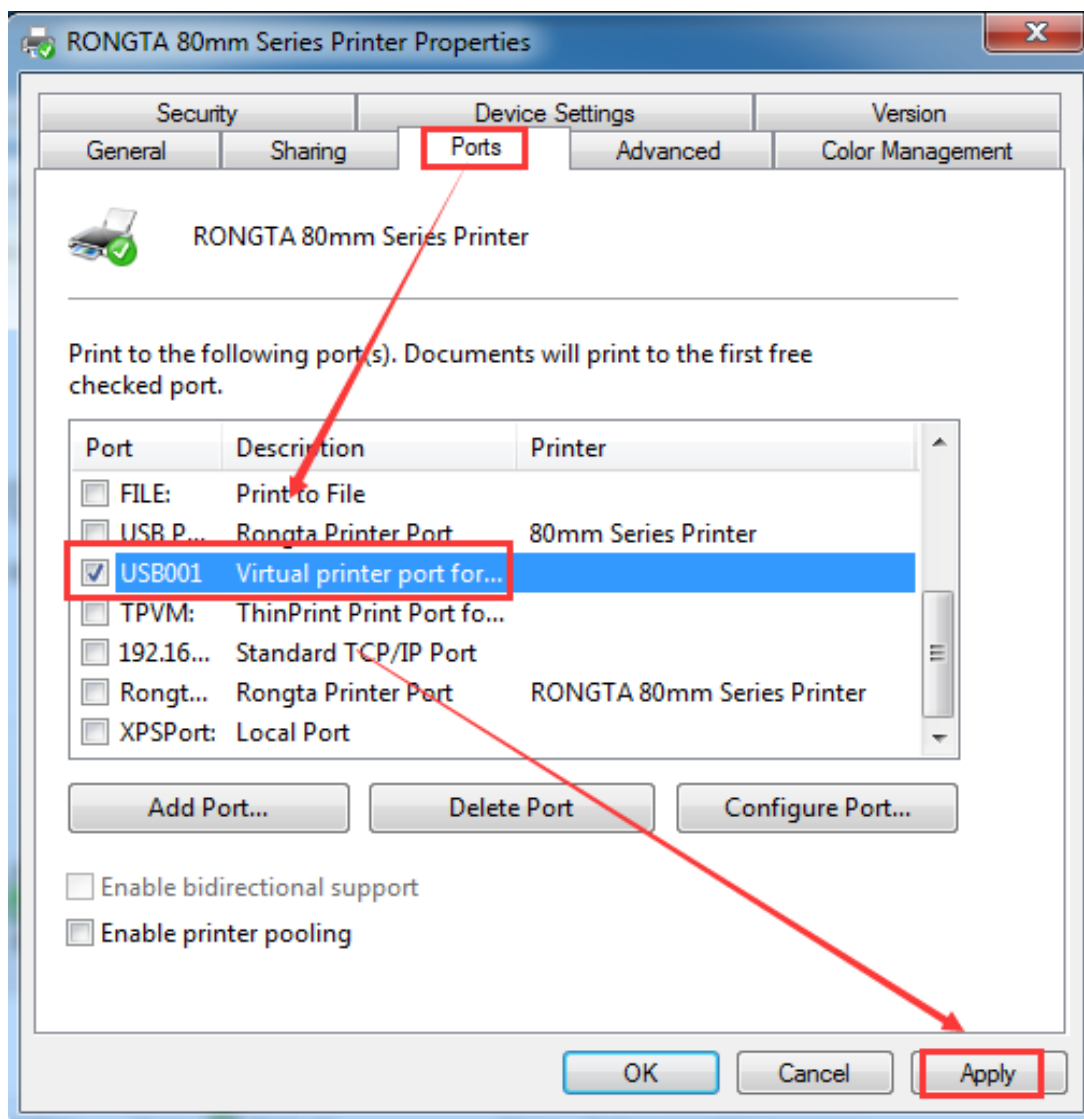 RONGTA 80mm Series Printer Properties
X
Security Device Settings Version
General Sharing Ports Advanced Color Management
RONGTA 80mm Series Printer
Print to the following port(s). Documents will print to the first free
checked port.
Port Description Printer
FILE: Print to File
USB P... Rongta Printer Port 80mm Series Printer
USB001 Virtual printer port for...
TPVM: ThinPrint Print Port fo...
192.16... Standard TCP/IP Port
Rongt... Rongta Printer Port RONGTA 80mm Series Printer
XPSPort: Local Port
Add Port... Delete Port Configure Port...
Enable bidirectional support
Enable printer pooling
OK Cancel Apply